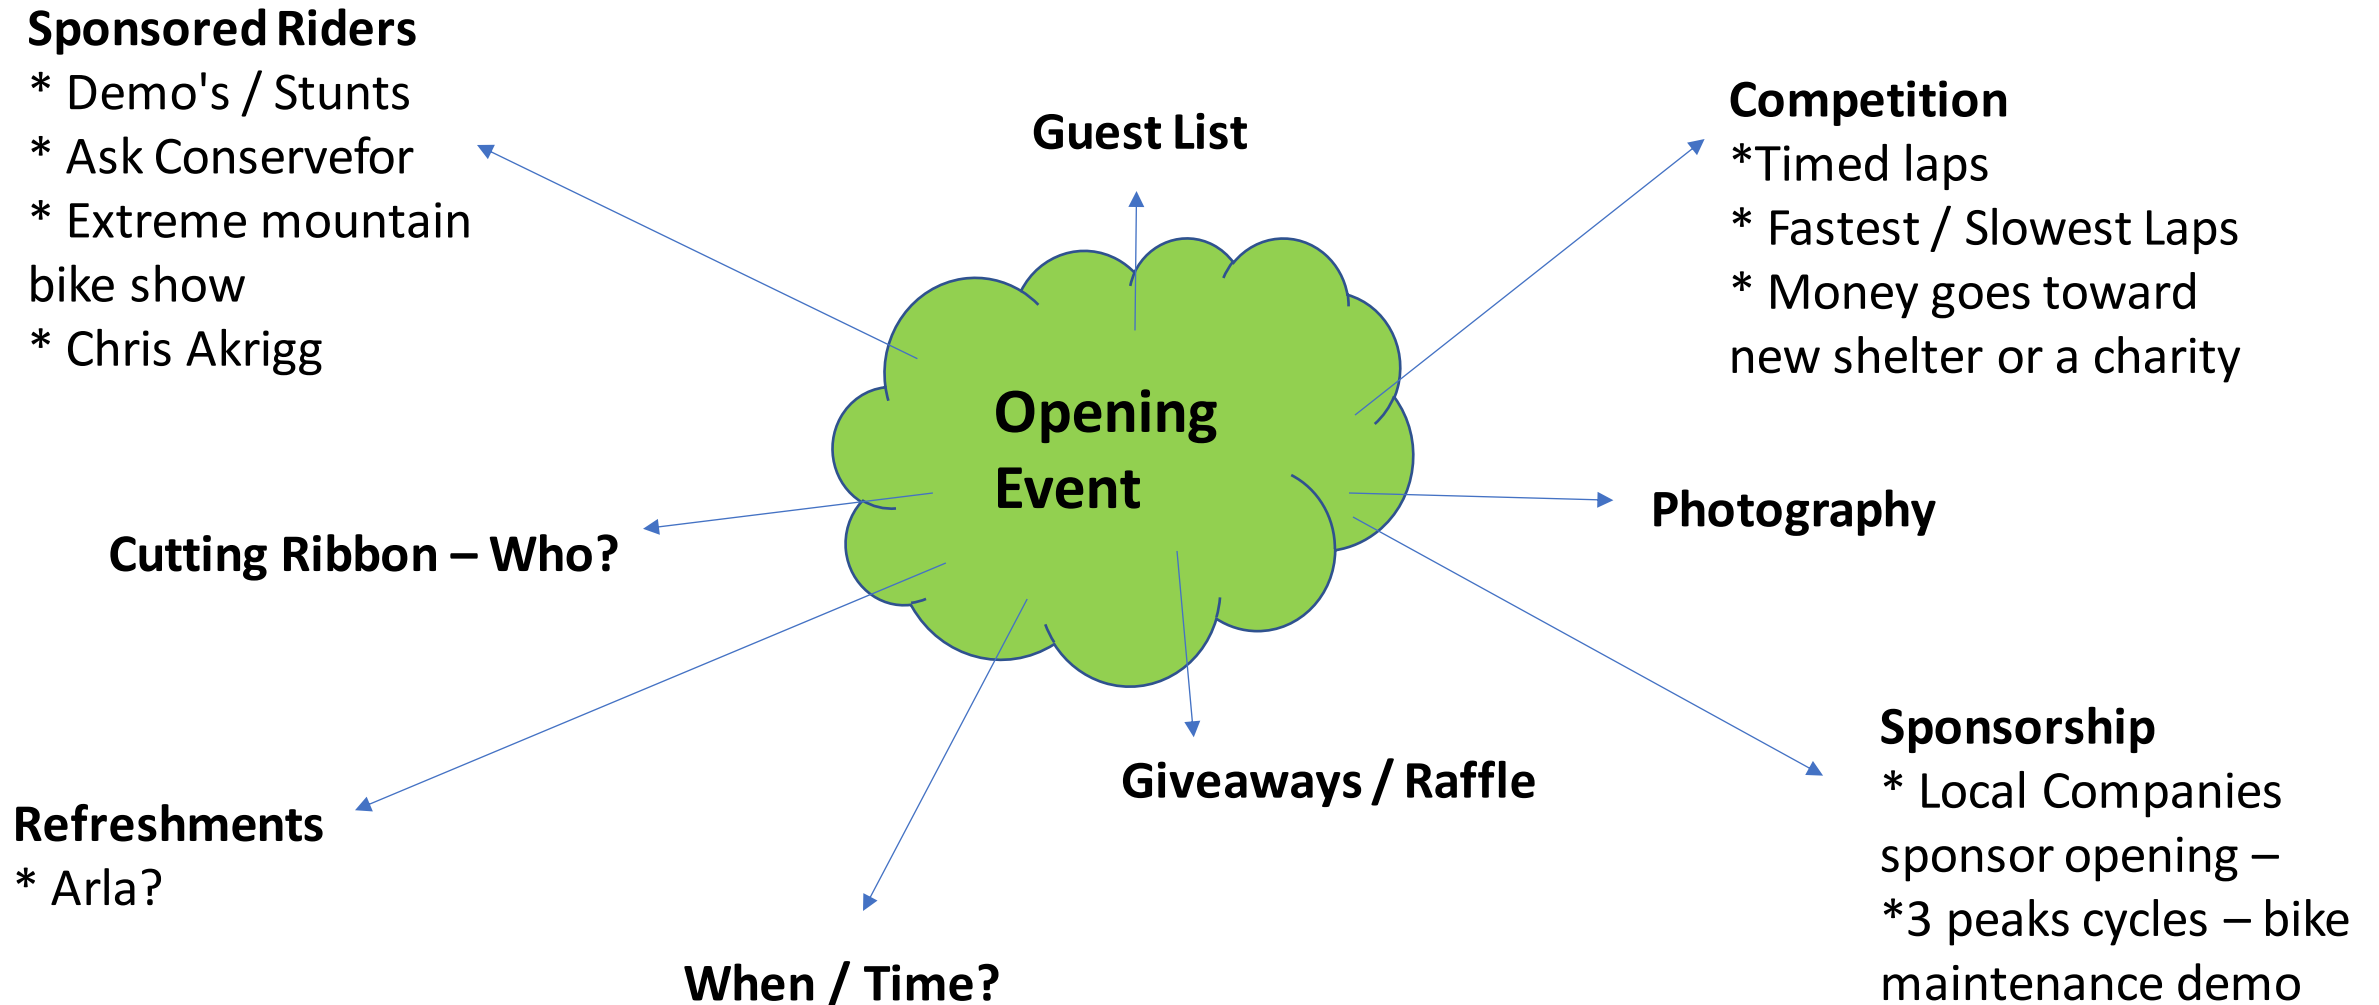 Sponsored Riders
* Demo's / Stunts
* Ask Conservefor
* Extreme mountain
bike show
* Chris Akrigg
Guest List
Competition
*Timed laps
* Fastest / Slowest Laps
* Money goes toward
new shelter or a charity
Opening
Event
Cutting Ribbon – Who?
Photography
Refreshments
* Arla?
When / Time?
Giveaways / Raffle
Sponsorship
* Local Companies
sponsor opening –
*3 peaks cycles – bike
maintenance demo